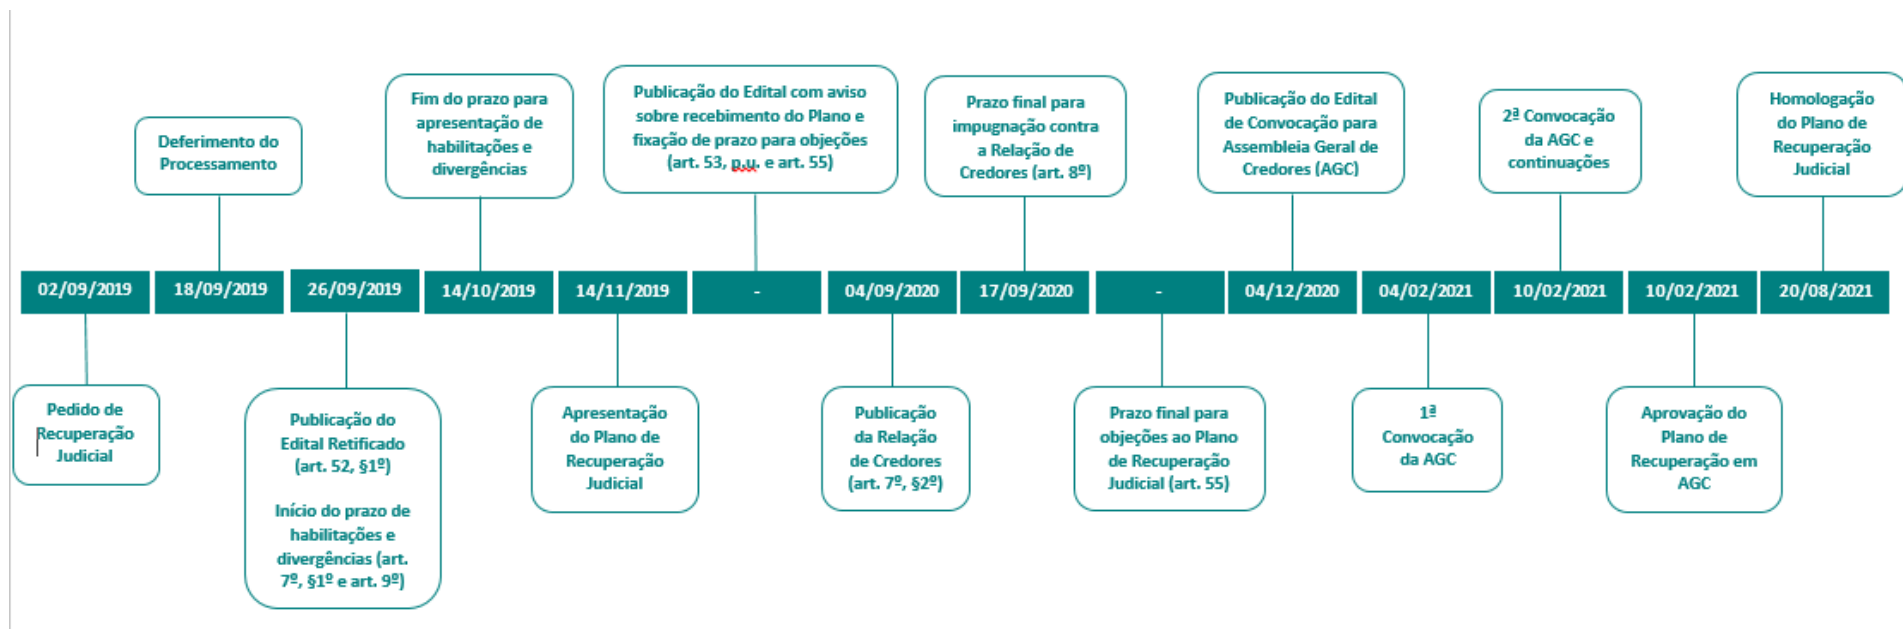 Deferimento do
Processamento
Fim do prazo para
apresentação de
habilitações e
divergências
Publicação do Edital com aviso
sobre recebimento do Plano e
fixação de prazo para objeções
(art. 53, p.u. e art. 55)
Prazo final para
impugnação contra
a Relação de
Credores (art. 8º)
Publicação do Edital
de Convocação para
Assembleia Geral de
Credores (AGC)
2ª Convocação
da AGC e
continuações
Homologação
do Plano de
Recuperação
Judicial
02/09/2019
18/09/2019
26/09/2019
14/10/2019
14/11/2019
-
04/09/2020
17/09/2020
-
04/12/2020
04/02/2021
10/02/2021
10/02/2021
20/08/2021
Pedido de
Recuperação
Judicial
Publicação do
Edital Retificado
(art. 52, §1º)
Início do prazo de
habilitações e
divergências (art.
7º, §1º e art. 9º)
Apresentação
do Plano de
Recuperação
Judicial
Publicação
da Relação
de Credores
(art. 7º, §2º)
Prazo final para
objeções ao Plano
de Recuperação
Judicial (art. 55)
1ª
Convocação
da AGC
Aprovação do
Plano de
Recuperação em
AGC